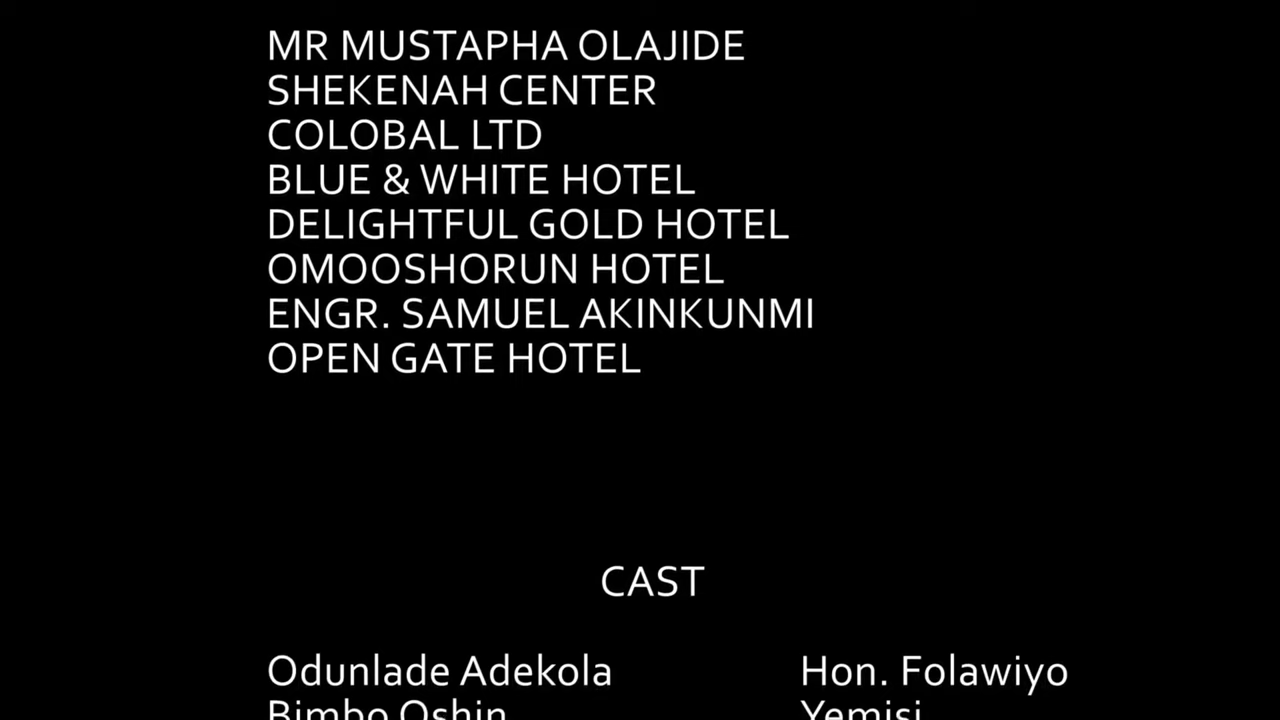 MR MUSTAPHA OLAJIDE
SHEKENAH CENTER
COLOBAL LTD
BLUE & WHITE HOTEL
DELIGHTFUL GOLD HOTEL
OMOOSHORUN HOTEL
ENGR. SAMUEL AKINKUNMI
OPEN GATE HOTEL
CAST
Odunlade Adekola Hon. Folawiyo
Bimbo Oshin Yemisi